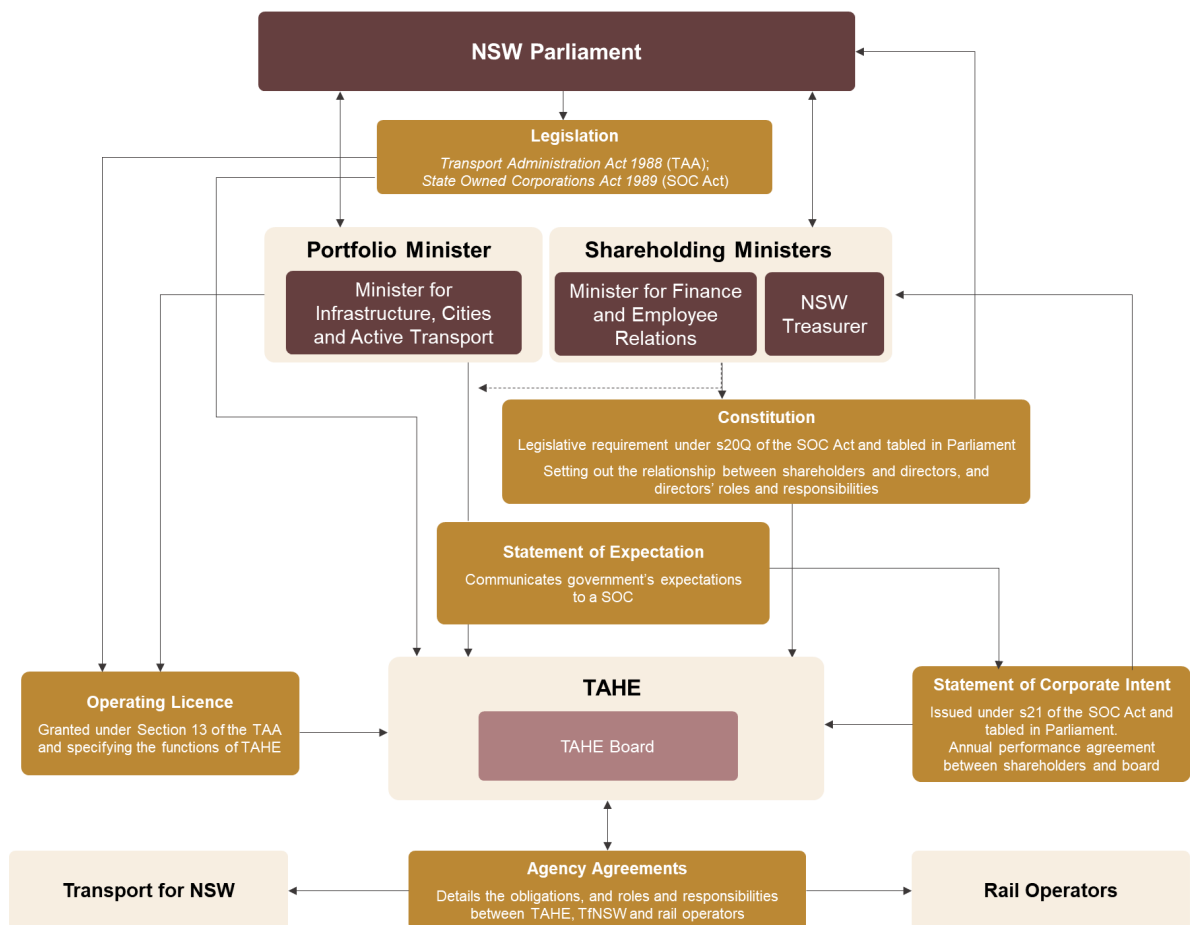 NSW Parliament
Legislation
Transport Administration Act 1988 (TAA);
State Owned Corporations Act 1989 (SOC Act)
Portfolio Minister
Minister for
Infrastructure, Cities
and Active Transport
Shareholding Ministers
Minister for Finance
and Employee
Relations
NSW
Treasurer
Constitution
Legislative requirement under s20Q of the SOC Act and tabled in Parliament
Setting out the relationship between shareholders and directors, and
directors’ roles and responsibilities
Statement of Expectation
Communicates government’s expectations
to a SOC
Operating Licence
Granted under Section 13 of the TAA
and specifying the functions of TAHE
TAHE
TAHE Board
Statement of Corporate Intent
Issued under s21 of the SOC Act and
tabled in Parliament.
Annual performance agreement
between shareholders and board
Transport for NSW
Agency Agreements
Details the obligations, and roles and responsibilities
between TAHE, TfNSW and rail operators
Rail Operators